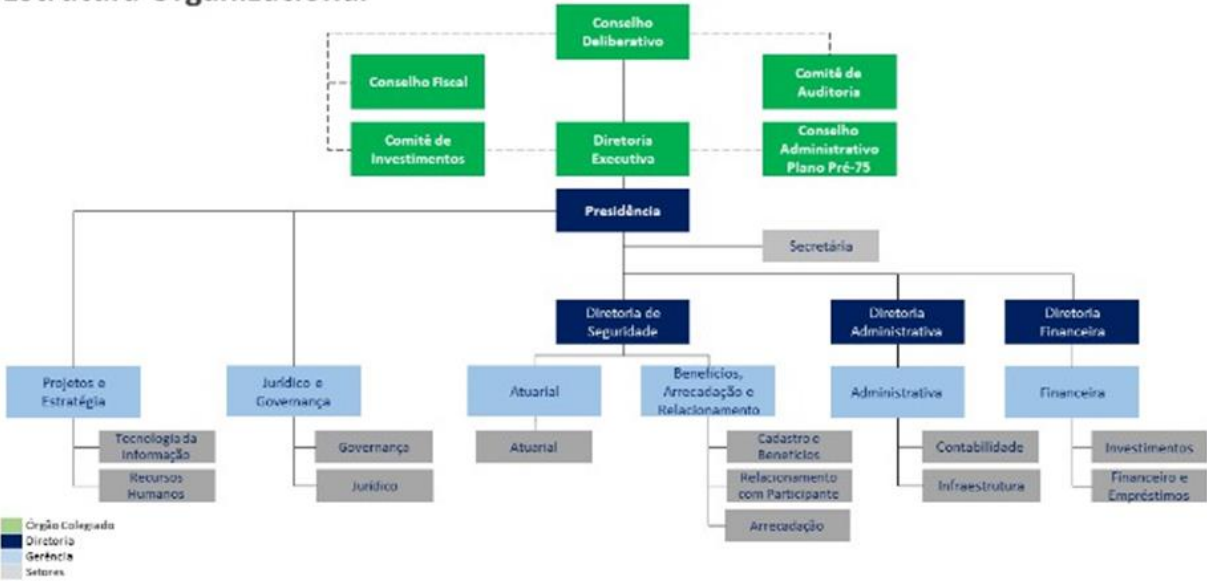 Estrutura Organizacional
Conselho
Deliberativo
Conselho Fiscal
Comitê de
Auditoria
Comitê de
Investimentos
Diretoria
Executiva
Conselho
Administrativo
Plano Pré-75
Presidência
Secretária
Diretoria de
Seguridade
Diretoria
Administrativa
Diretoria
Financeira
Projetos e
Estratégia
Jurídico e
Governança
Atuarial
Benefícios,
Arrecadação e
Relacionamento
Administrativa
Financeira
Tecnologia da
Informação
Governança
Atuarial
Cadastro e
Benefícios
Contabilidade
Investimentos
Recursos
Humanos
Jurídico
Relacionamento
com Participante
Infraestrutura
Financeiro e
Empréstimos
Arrecadação
Órgão Colegiado
Diretoria
Gerência
Setores